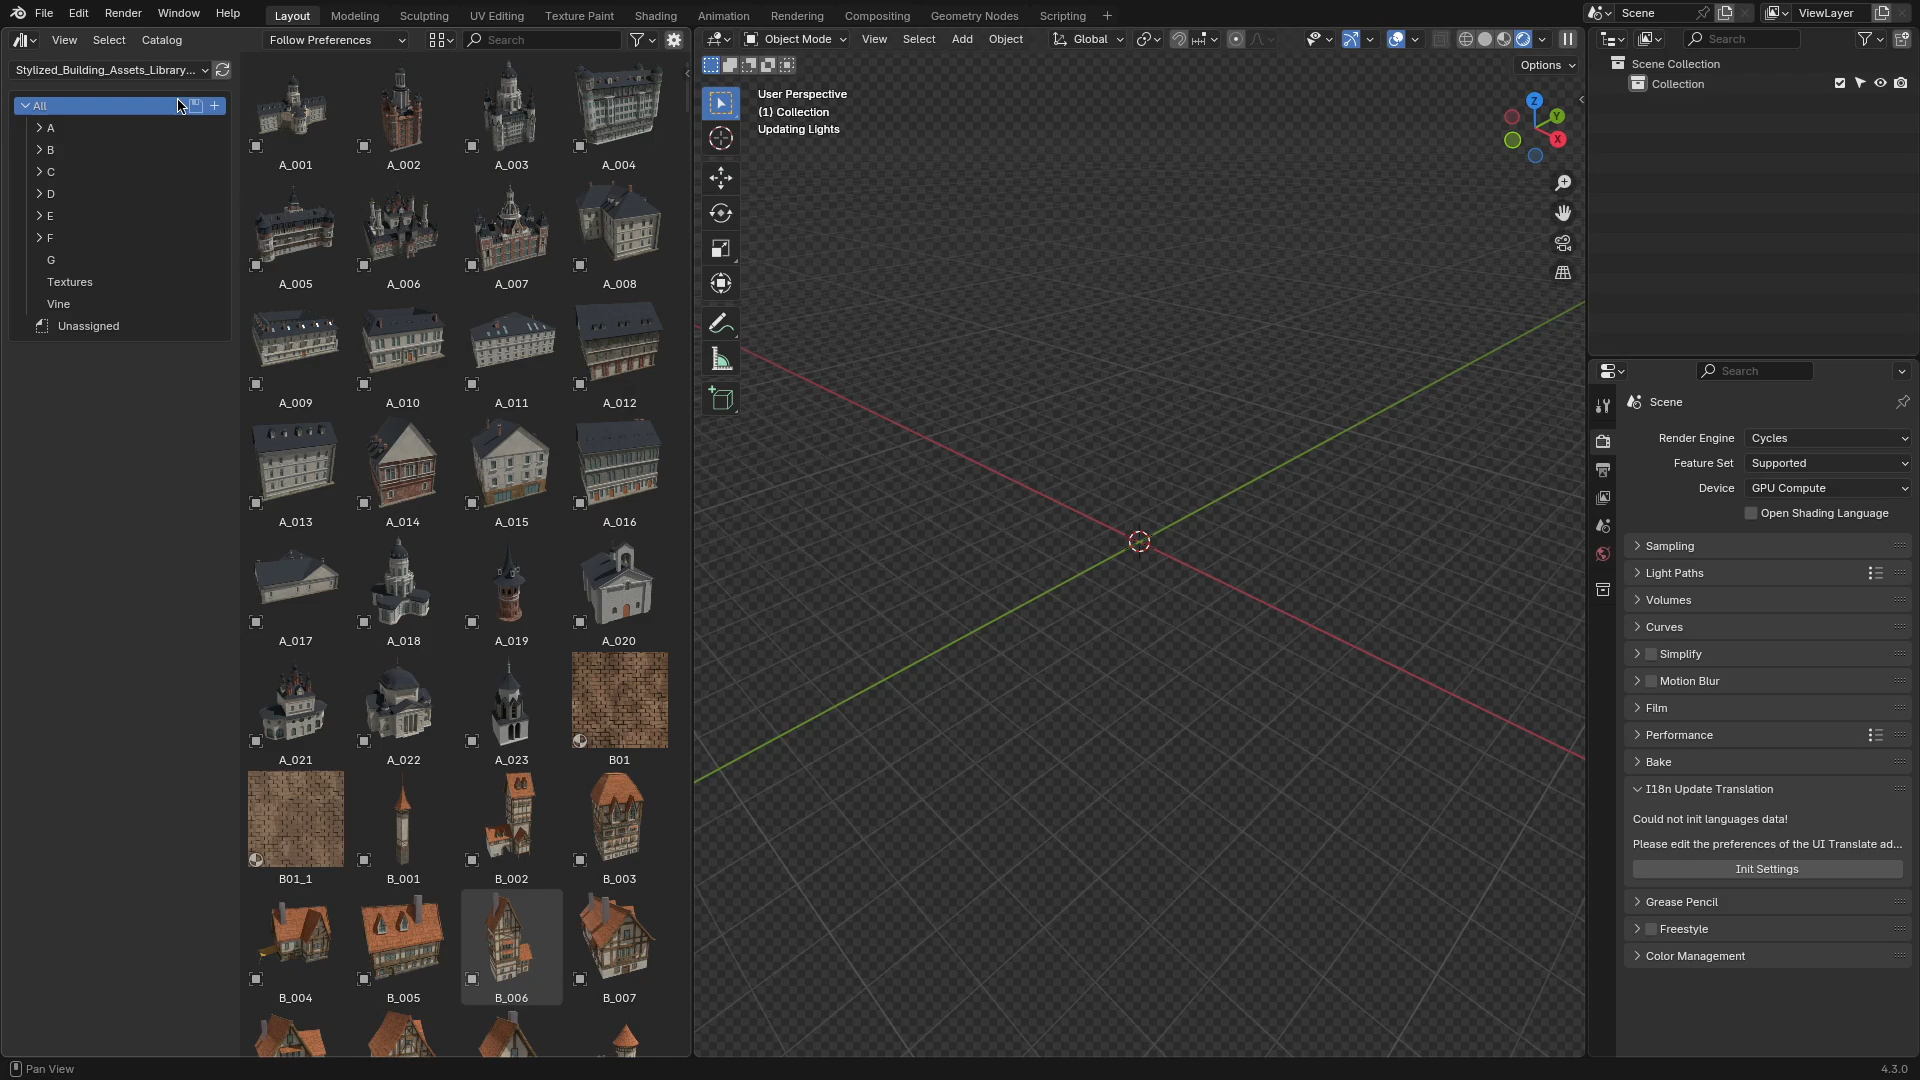 File Edit Render Window Help
Layout Modeling Sculpting UV Editing Texture Paint Shading Animation Rendering Compositing Geometry Nodes Scripting +
Scene
ViewLayer
View Select Catalog
Follow Preferences
Search
Object Mode
View Select Add Object
Global
Search
Stylized_Building_Assets_Library...
Options
All
A
B
C
D
E
F
G
Textures
Vine
Unassigned
A_001 A_002 A_003 A_004
A_005 A_006 A_007 A_008
A_009 A_010 A_011 A_012
A_013 A_014 A_015 A_016
A_017 A_018 A_019 A_020
A_021 A_022 A_023 B01
B01_1 B_001 B_002 B_003
B_004 B_005 B_006 B_007
User Perspective
(1) Collection
Updating Lights
Z
Y
X
Scene Collection
Collection
Search
Scene
Render Engine Cycles
Feature Set Supported
Device GPU Compute
Open Shading Language
Sampling
Light Paths
Volumes
Curves
Simplify
Motion Blur
Film
Performance
Bake
I18n Update Translation
Could not init languages data!
Please edit the preferences of the UI Translate ad...
Init Settings
Grease Pencil
Freestyle
Color Management
Pan View
4.3.0